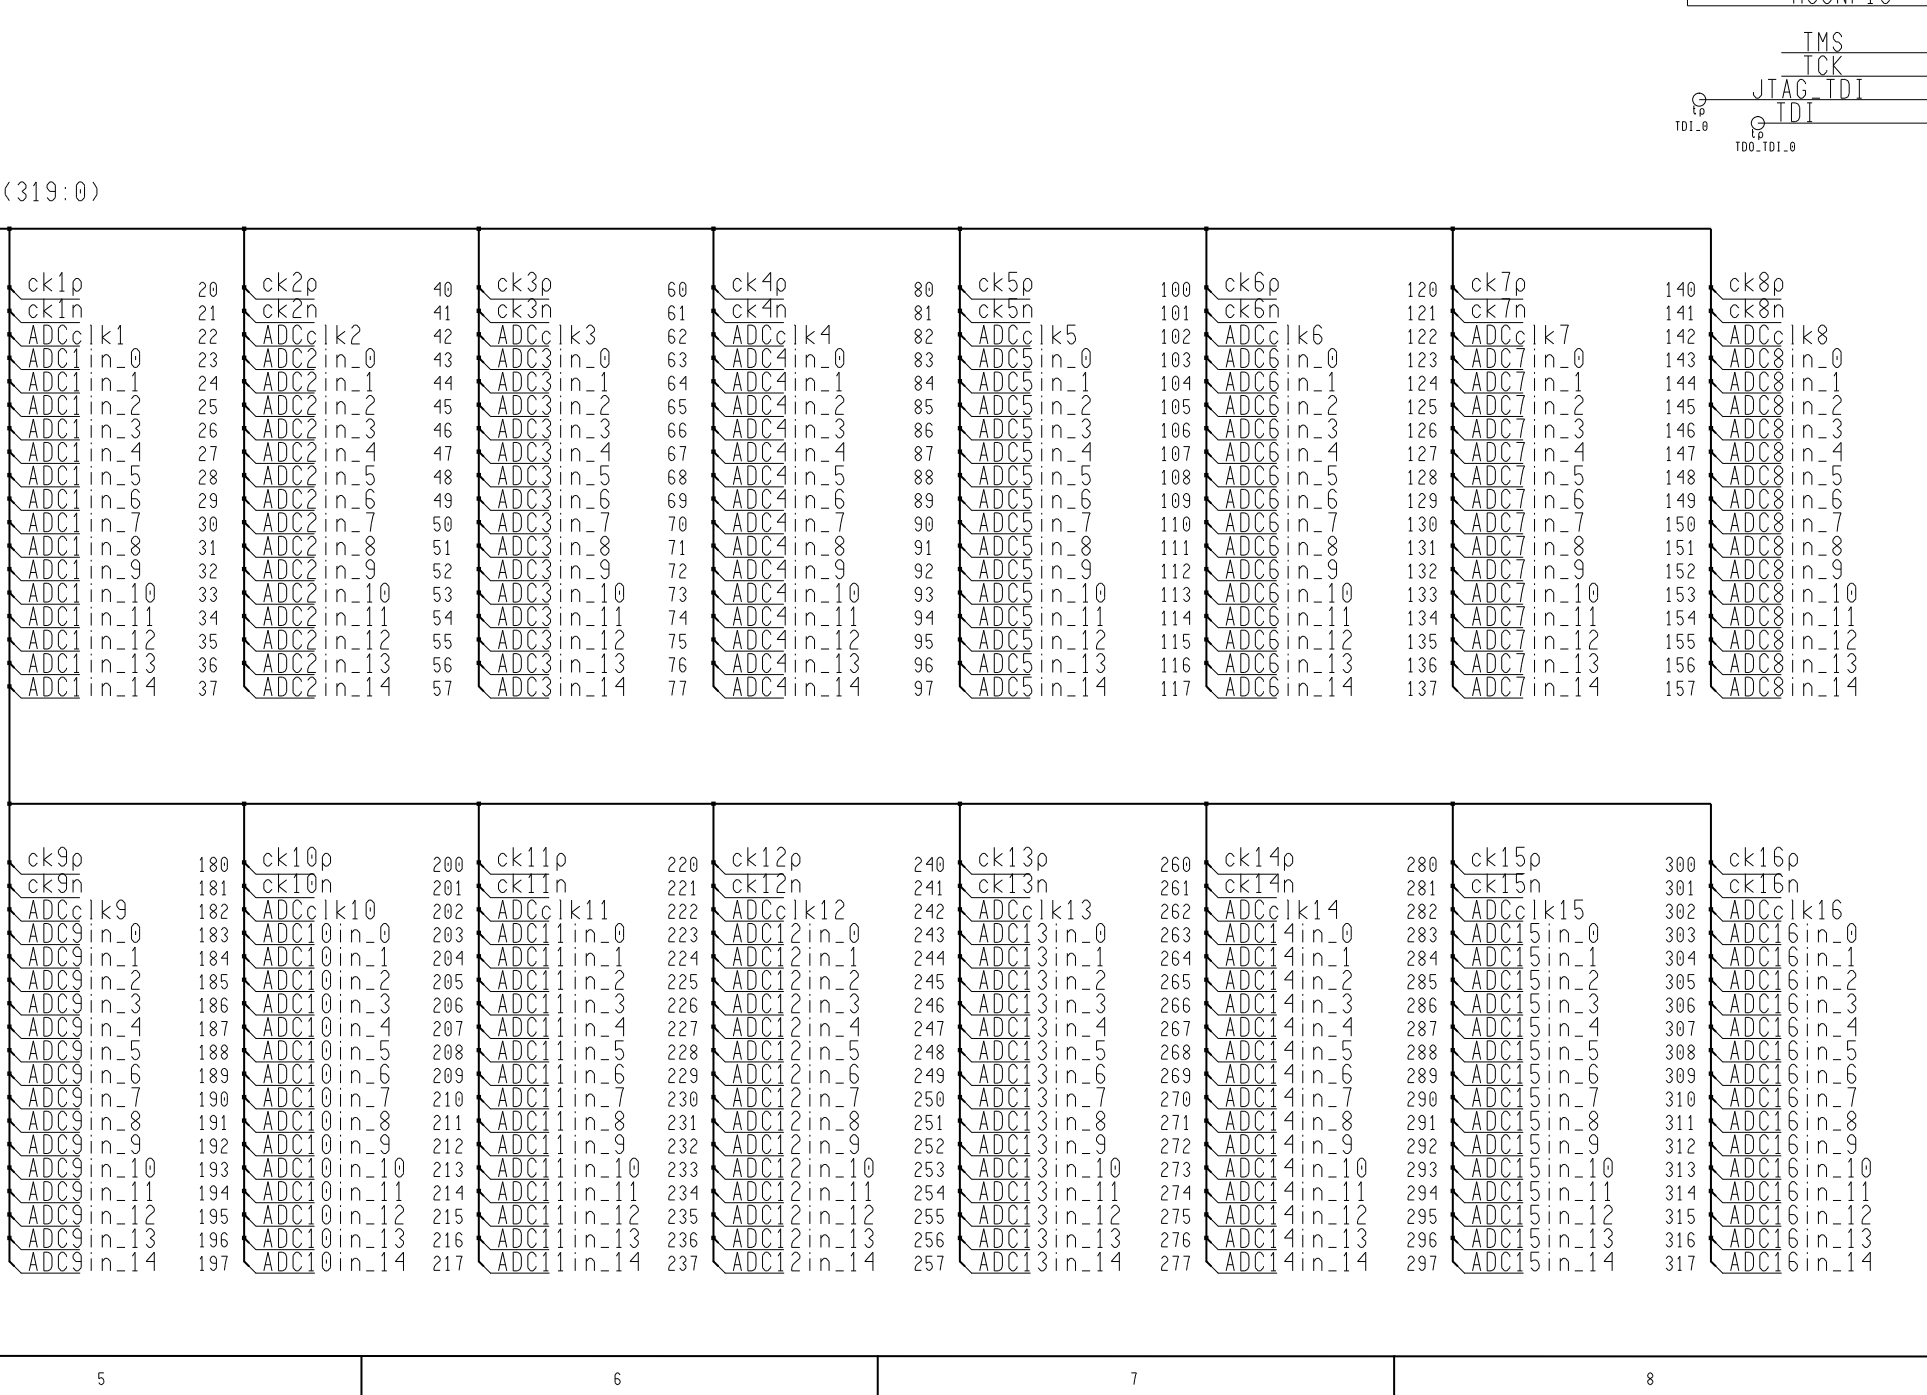 TMS
TCK
JTAG_TDI
tp TDI
TDI_0 tp
TDO_TDI_0
(319:0)
ck1p 20 ck2p 40 ck3p 60 ck4p 80 ck5p 100 ck6p 120 ck7p 140 ck8p
ck1n 21 ck2n 41 ck3n 61 ck4n 81 ck5n 101 ck6n 121 ck7n 141 ck8n
ADCclk1 22 ADCclk2 42 ADCclk3 62 ADCclk4 82 ADCclk5 102 ADCclk6 122 ADCclk7 142 ADCclk8
ADC1in_0 23 ADC2in_0 43 ADC3in_0 63 ADC4in_0 83 ADC5in_0 103 ADC6in_0 123 ADC7in_0 143 ADC8in_0
ADC1in_1 24 ADC2in_1 44 ADC3in_1 64 ADC4in_1 84 ADC5in_1 104 ADC6in_1 124 ADC7in_1 144 ADC8in_1
ADC1in_2 25 ADC2in_2 45 ADC3in_2 65 ADC4in_2 85 ADC5in_2 105 ADC6in_2 125 ADC7in_2 145 ADC8in_2
ADC1in_3 26 ADC2in_3 46 ADC3in_3 66 ADC4in_3 86 ADC5in_3 106 ADC6in_3 126 ADC7in_3 146 ADC8in_3
ADC1in_4 27 ADC2in_4 47 ADC3in_4 67 ADC4in_4 87 ADC5in_4 107 ADC6in_4 127 ADC7in_4 147 ADC8in_4
ADC1in_5 28 ADC2in_5 48 ADC3in_5 68 ADC4in_5 88 ADC5in_5 108 ADC6in_5 128 ADC7in_5 148 ADC8in_5
ADC1in_6 29 ADC2in_6 49 ADC3in_6 69 ADC4in_6 89 ADC5in_6 109 ADC6in_6 129 ADC7in_6 149 ADC8in_6
ADC1in_7 30 ADC2in_7 50 ADC3in_7 70 ADC4in_7 90 ADC5in_7 110 ADC6in_7 130 ADC7in_7 150 ADC8in_7
ADC1in_8 31 ADC2in_8 51 ADC3in_8 71 ADC4in_8 91 ADC5in_8 111 ADC6in_8 131 ADC7in_8 151 ADC8in_8
ADC1in_9 32 ADC2in_9 52 ADC3in_9 72 ADC4in_9 92 ADC5in_9 112 ADC6in_9 132 ADC7in_9 152 ADC8in_9
ADC1in_10 33 ADC2in_10 53 ADC3in_10 73 ADC4in_10 93 ADC5in_10 113 ADC6in_10 133 ADC7in_10 153 ADC8in_10
ADC1in_11 34 ADC2in_11 54 ADC3in_11 74 ADC4in_11 94 ADC5in_11 114 ADC6in_11 134 ADC7in_11 154 ADC8in_11
ADC1in_12 35 ADC2in_12 55 ADC3in_12 75 ADC4in_12 95 ADC5in_12 115 ADC6in_12 135 ADC7in_12 155 ADC8in_12
ADC1in_13 36 ADC2in_13 56 ADC3in_13 76 ADC4in_13 96 ADC5in_13 116 ADC6in_13 136 ADC7in_13 156 ADC8in_13
ADC1in_14 37 ADC2in_14 57 ADC3in_14 77 ADC4in_14 97 ADC5in_14 117 ADC6in_14 137 ADC7in_14 157 ADC8in_14
ck9p 180 ck10p 200 ck11p 220 ck12p 240 ck13p 260 ck14p 280 ck15p 300 ck16p
ck9n 181 ck10n 201 ck11n 221 ck12n 241 ck13n 261 ck14n 281 ck15n 301 ck16n
ADCclk9 182 ADCclk10 202 ADCclk11 222 ADCclk12 242 ADCclk13 262 ADCclk14 282 ADCclk15 302 ADCclk16
ADC9in_0 183 ADC10in_0 203 ADC11in_0 223 ADC12in_0 243 ADC13in_0 263 ADC14in_0 283 ADC15in_0 303 ADC16in_0
ADC9in_1 184 ADC10in_1 204 ADC11in_1 224 ADC12in_1 244 ADC13in_1 264 ADC14in_1 284 ADC15in_1 304 ADC16in_1
ADC9in_2 185 ADC10in_2 205 ADC11in_2 225 ADC12in_2 245 ADC13in_2 265 ADC14in_2 285 ADC15in_2 305 ADC16in_2
ADC9in_3 186 ADC10in_3 206 ADC11in_3 226 ADC12in_3 246 ADC13in_3 266 ADC14in_3 286 ADC15in_3 306 ADC16in_3
ADC9in_4 187 ADC10in_4 207 ADC11in_4 227 ADC12in_4 247 ADC13in_4 267 ADC14in_4 287 ADC15in_4 307 ADC16in_4
ADC9in_5 188 ADC10in_5 208 ADC11in_5 228 ADC12in_5 248 ADC13in_5 268 ADC14in_5 288 ADC15in_5 308 ADC16in_5
ADC9in_6 189 ADC10in_6 209 ADC11in_6 229 ADC12in_6 249 ADC13in_6 269 ADC14in_6 289 ADC15in_6 309 ADC16in_6
ADC9in_7 190 ADC10in_7 210 ADC11in_7 230 ADC12in_7 250 ADC13in_7 270 ADC14in_7 290 ADC15in_7 310 ADC16in_7
ADC9in_8 191 ADC10in_8 211 ADC11in_8 231 ADC12in_8 251 ADC13in_8 271 ADC14in_8 291 ADC15in_8 311 ADC16in_8
ADC9in_9 192 ADC10in_9 212 ADC11in_9 232 ADC12in_9 252 ADC13in_9 272 ADC14in_9 292 ADC15in_9 312 ADC16in_9
ADC9in_10 193 ADC10in_10 213 ADC11in_10 233 ADC12in_10 253 ADC13in_10 273 ADC14in_10 293 ADC15in_10 313 ADC16in_10
ADC9in_11 194 ADC10in_11 214 ADC11in_11 234 ADC12in_11 254 ADC13in_11 274 ADC14in_11 294 ADC15in_11 314 ADC16in_11
ADC9in_12 195 ADC10in_12 215 ADC11in_12 235 ADC12in_12 255 ADC13in_12 275 ADC14in_12 295 ADC15in_12 315 ADC16in_12
ADC9in_13 196 ADC10in_13 216 ADC11in_13 236 ADC12in_13 256 ADC13in_13 276 ADC14in_13 296 ADC15in_13 316 ADC16in_13
ADC9in_14 197 ADC10in_14 217 ADC11in_14 237 ADC12in_14 257 ADC13in_14 277 ADC14in_14 297 ADC15in_14 317 ADC16in_14
5 6 7 8